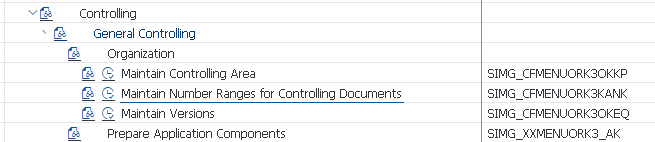 Controlling
General Controlling
Organization
Maintain Controlling Area SIMG_CFMENUORK3OKKP
Maintain Number Ranges for Controlling Documents SIMG_CFMENUORK3KANK
Maintain Versions SIMG_CFMENUORK3OKEQ
Prepare Application Components SIMG_XXMENUORK3_AK